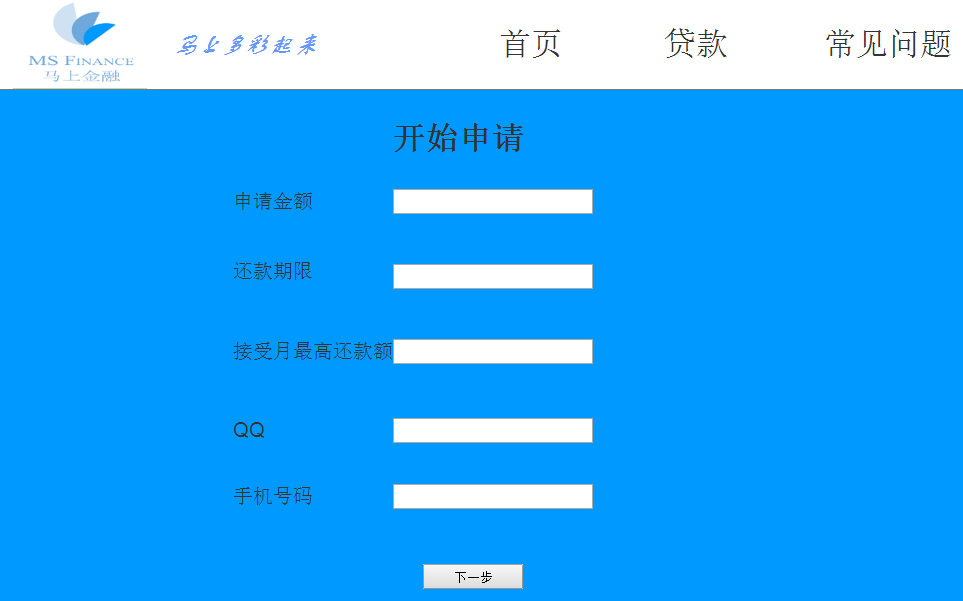 MS FINANCE
马上金融
马上多彩起来
首页
贷款
常见问题
开始申请
申请金额
还款期限
接受月最高还款额
QQ
手机号码
下一步